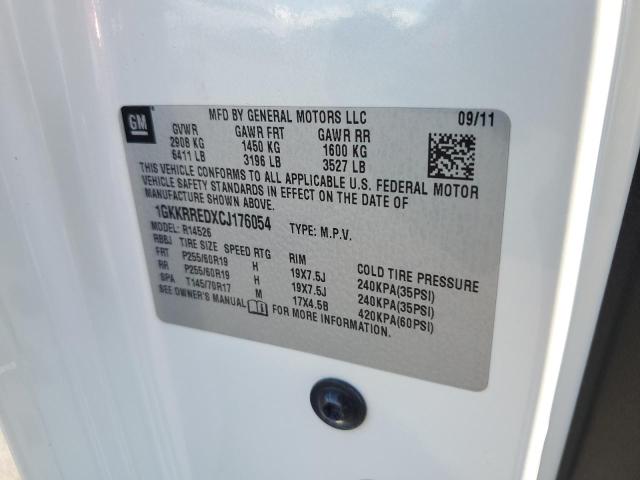 GM
MFD BY GENERAL MOTORS LLC 09/11
GVWR GAWR FRT GAWR RR
2908 KG 1450 KG 1600 KG
6411 LB 3196 LB 3527 LB
THIS VEHICLE CONFORMS TO ALL APPLICABLE U.S. FEDERAL MOTOR
VEHICLE SAFETY STANDARDS IN EFFECT ON THE DATE OF
MANUFACTURE SHOWN ABOVE.
1GKKRREDXCJ176054 TYPE: M.P.V.
MODEL: R14526
RBBJ TIRE SIZE SPEED RTG RIM COLD TIRE PRESSURE
FRT P255/60R19 H 19X7.5J 240KPA(35PSI)
RR P255/60R19 H 19X7.5J 240KPA(35PSI)
SPA T145/70R17 M 17X4.5B 420KPA(60PSI)
SEE OWNER'S MANUAL FOR MORE INFORMATION.